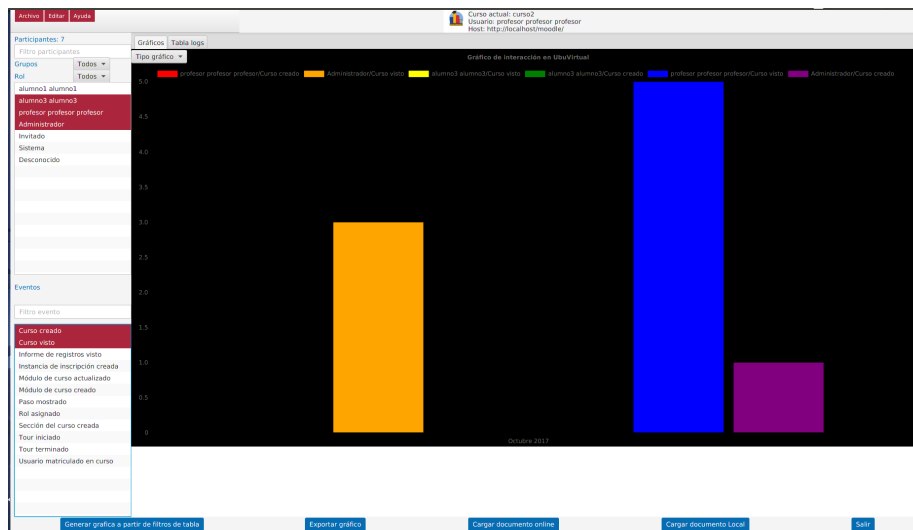 Archivo Editar Ayuda
Curso actual: curso2
Usuario: profesor profesor profesor
Host: http://localhost/moodle/
Participantes: 7
Filtro participantes
Grupos Todos
Rol Todos
alumno1 alumno1
alumno3 alumno3
profesor profesor profesor
Administrador
Invitado
Sistema
Desconocido
Eventos
Filtro evento
Curso creado
Curso visto
Informe de registros visto
Instancia de inscripción creada
Módulo de curso actualizado
Módulo de curso creado
Paso mostrado
Rol asignado
Sección del curso creada
Tour iniciado
Tour terminado
Usuario matriculado en curso
Gráficos Tabla logs
Tipo gráfico
Gráfico de interacción en UbuVirtual
profesor profesor profesor/Curso creado Administrador/Curso visto alumno3 alumno3/Curso visto alumno3 alumno3/Curso creado profesor profesor profesor/Curso visto Administrador/Curso creado
5.0
4.5
4.0
3.5
3.0
2.5
2.0
1.5
1.0
0.5
0
Octubre 2017
Generar grafica a partir de filtros de tabla Exportar gráfico Cargar documento online Cargar documento Local Salir